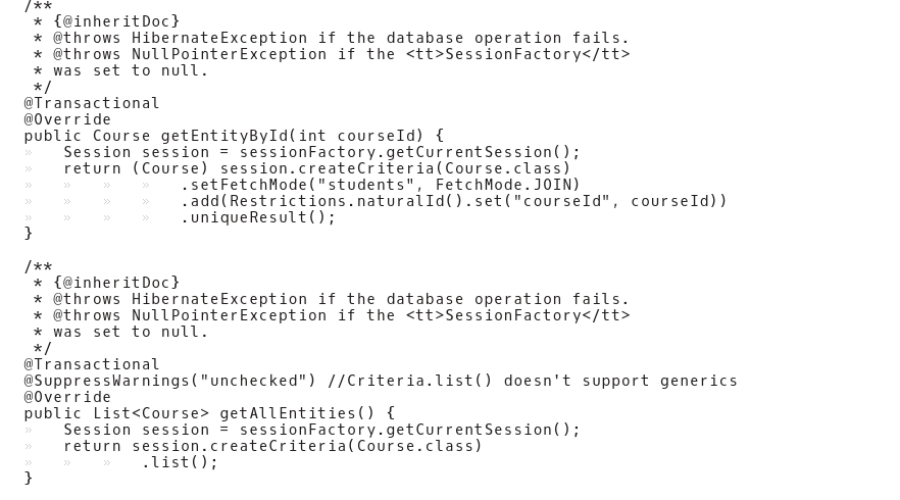 /**
 * {@inheritDoc}
 * @throws HibernateException if the database operation fails.
 * @throws NullPointerException if the <tt>SessionFactory</tt>
 * was set to null.
 */
@Transactional
@Override
public Course getEntityById(int courseId) {
»   Session session = sessionFactory.getCurrentSession();
»   return (Course) session.createCriteria(Course.class)
»   »   »   »   .setFetchMode("students", FetchMode.JOIN)
»   »   »   »   .add(Restrictions.naturalId().set("courseId", courseId))
»   »   »   »   .uniqueResult();
}

/**
 * {@inheritDoc}
 * @throws HibernateException if the database operation fails.
 * @throws NullPointerException if the <tt>SessionFactory</tt>
 * was set to null.
 */
@Transactional
@SuppressWarnings("unchecked") //Criteria.list() doesn't support generics
@Override
public List<Course> getAllEntities() {
»   Session session = sessionFactory.getCurrentSession();
»   return session.createCriteria(Course.class)
»   »   »   .list();
}